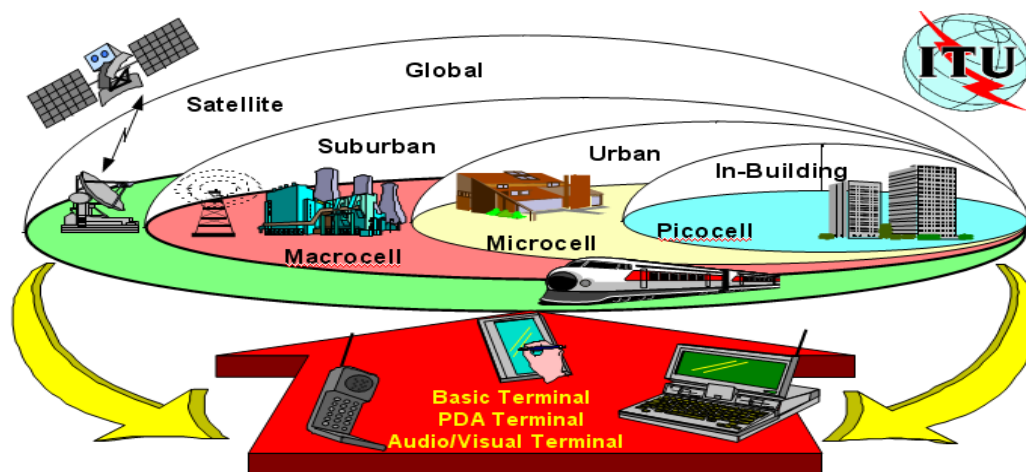 Global
ITU
Satellite
Suburban
Urban
In-Building
Macrocell
Microcell
Picocell
Basic Terminal
PDA Terminal
Audio/Visual Terminal